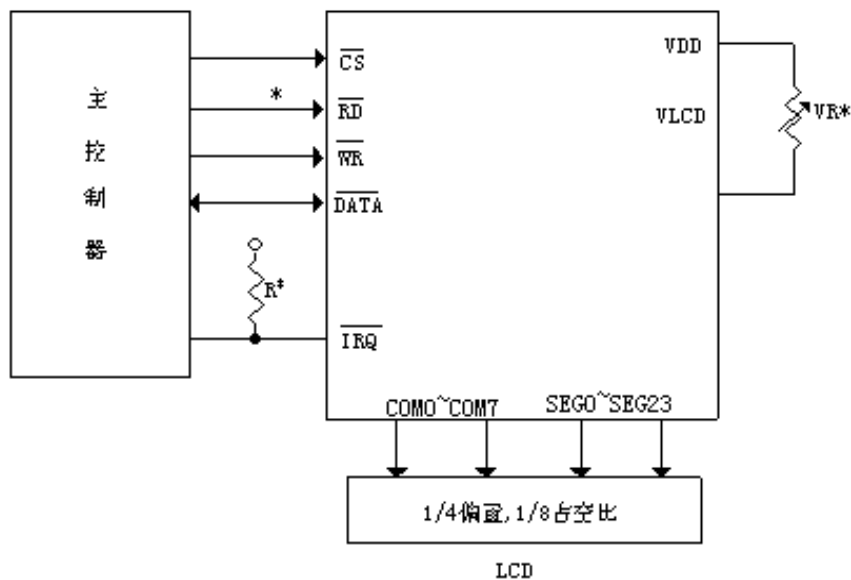 主控制器
CS
*
RD
WR
DATA
R‡
IRQ
VDD
VLCD
VR*
COM0~COM7
SEG0~SEG23
1/4偏置,1/8占空比
LCD